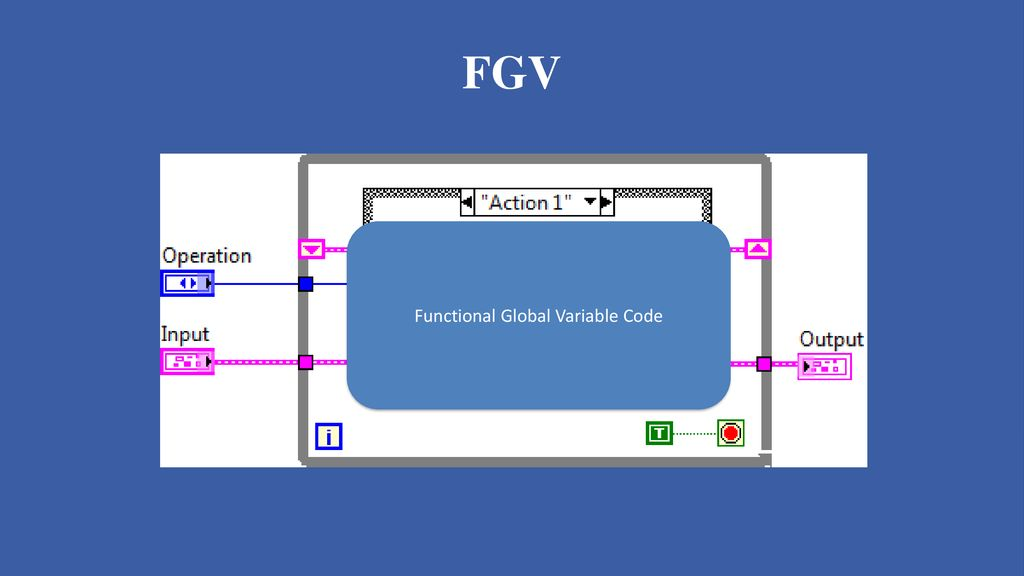 FGV
"Action 1"
Operation
Functional Global Variable Code
Input
Output
i
T